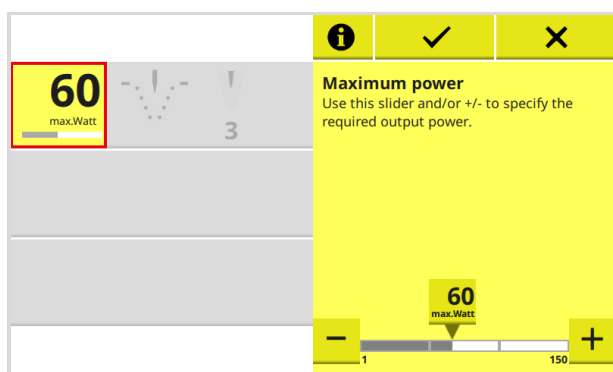 60
max.Watt
3
Maximum power
Use this slider and/or +/- to specify the
required output power.
60
max.Watt
1
150